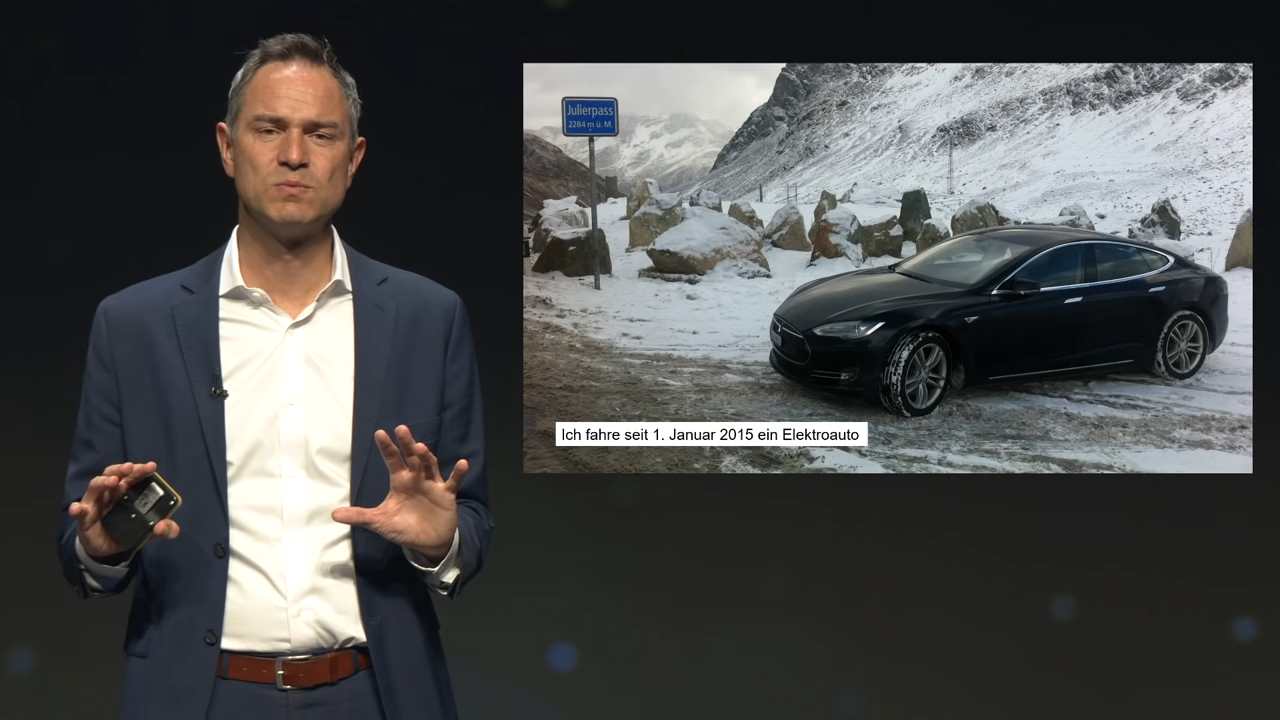 Julierpass
2284 m ü. M.
Ich fahre seit 1. Januar 2015 ein Elektroauto